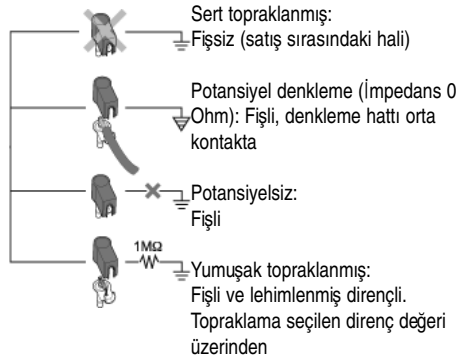 Sert topraklanmış:
Fişsiz (satış sırasındaki hali)
Potansiyel denkleme (İmpedans 0
Ohm): Fişli, denkleme hattı orta
kontakta
Potansiyelsiz:
Fişli
1MΩ
Yumuşak topraklanmış:
Fişli ve lehimlenmiş dirençli.
Topraklama seçilen direnç değeri
üzerinden